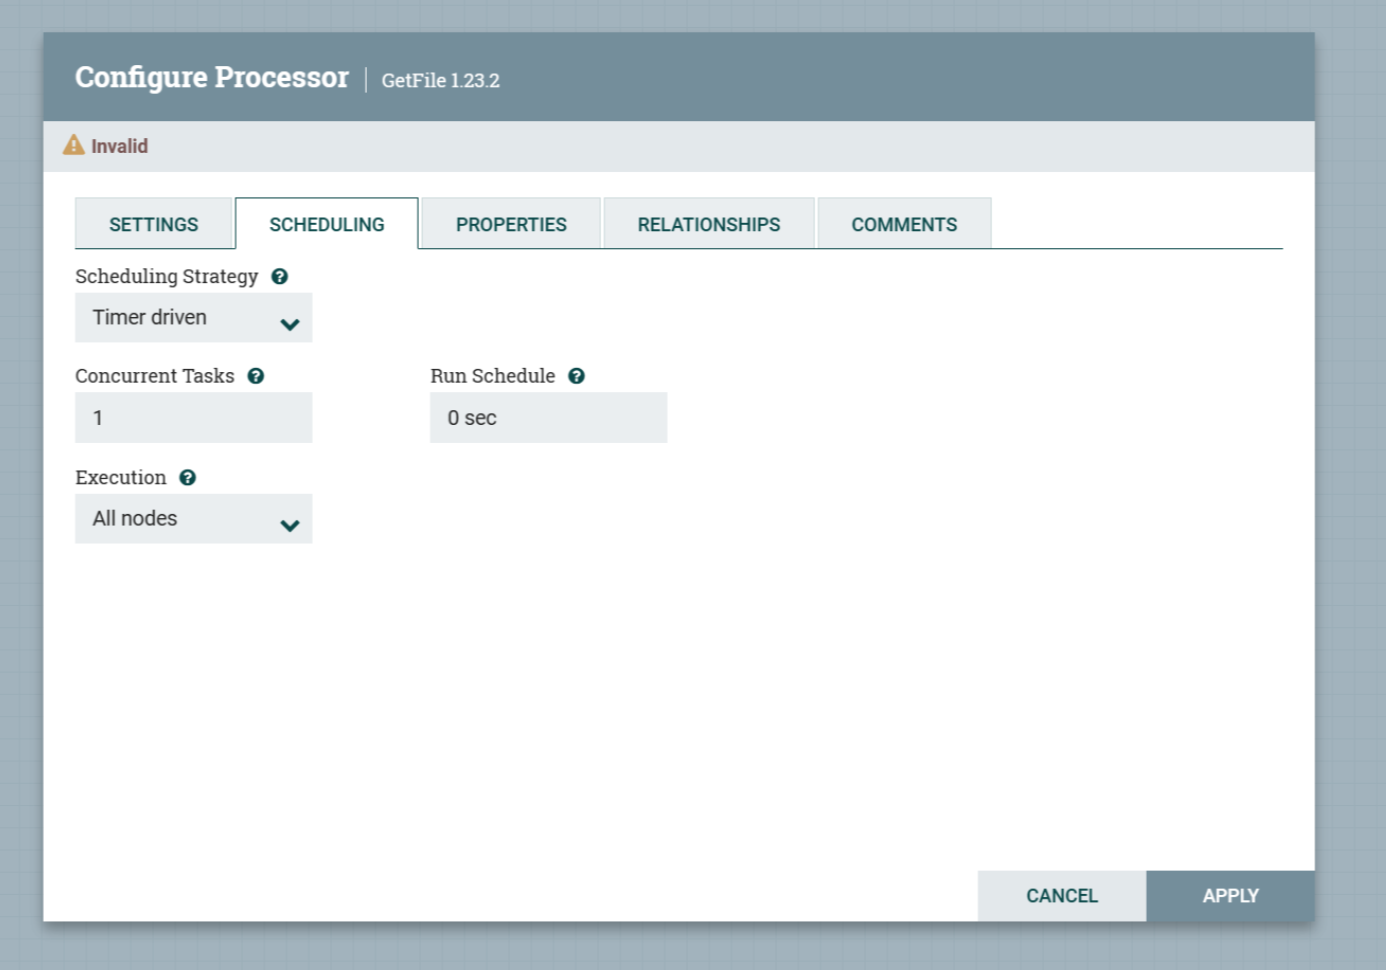 Configure Processor | GetFile 1.23.2
Invalid
SETTINGS SCHEDULING PROPERTIES RELATIONSHIPS COMMENTS
Scheduling Strategy ?
Timer driven
Concurrent Tasks ? Run Schedule ?
1 0 sec
Execution ?
All nodes
CANCEL APPLY